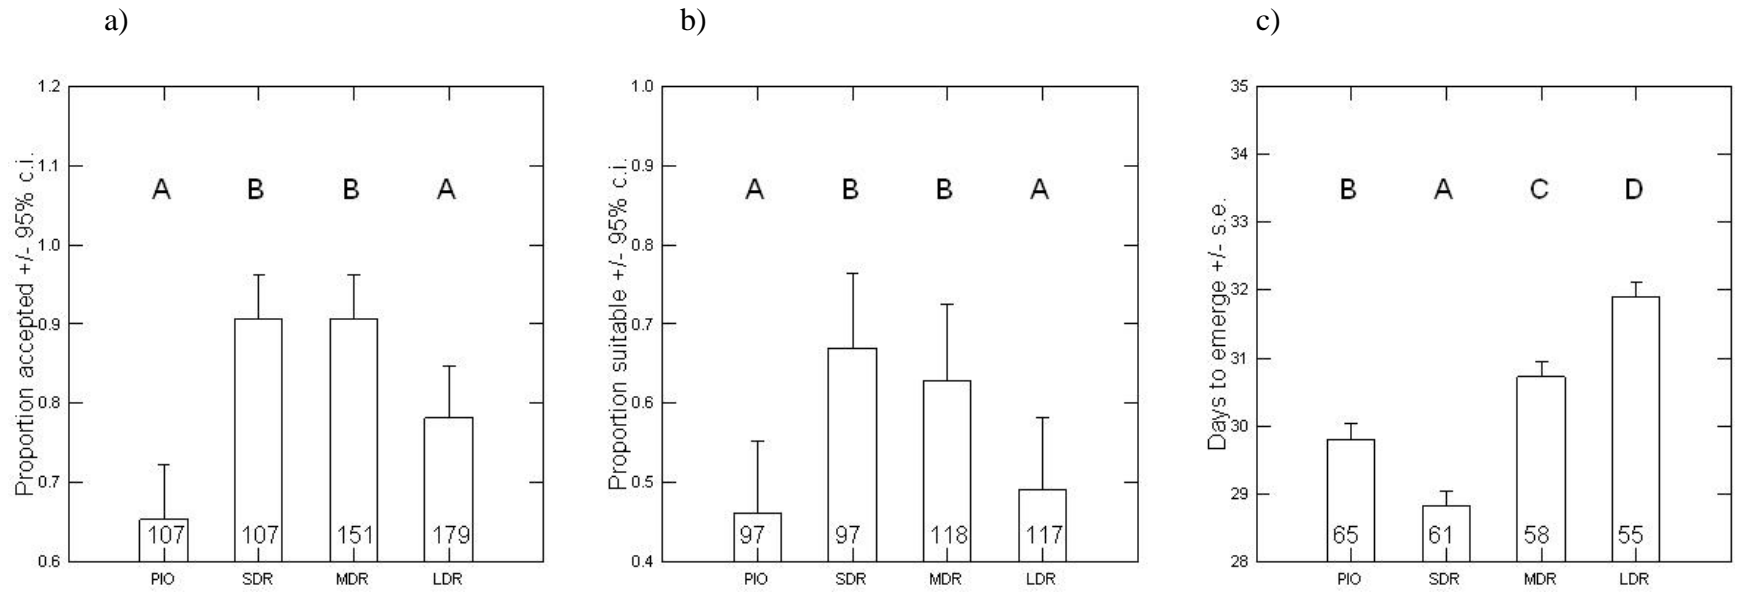 a)
b)
c)
Proportion accepted +/- 95% c.i.
1.2
1.1
1.0
0.9
0.8
0.7
0.6
A B B A
107 107 151 179
PIO SDR MDR LDR
Proportion suitable +/- 95% c.i.
1.0
0.9
0.8
0.7
0.6
0.5
0.4
A B B A
97 97 118 117
PIO SDR MDR LDR
Days to emerge +/- s.e.
35
34
33
32
31
30
29
28
B A C D
65 61 58 55
PIO SDR MDR LDR